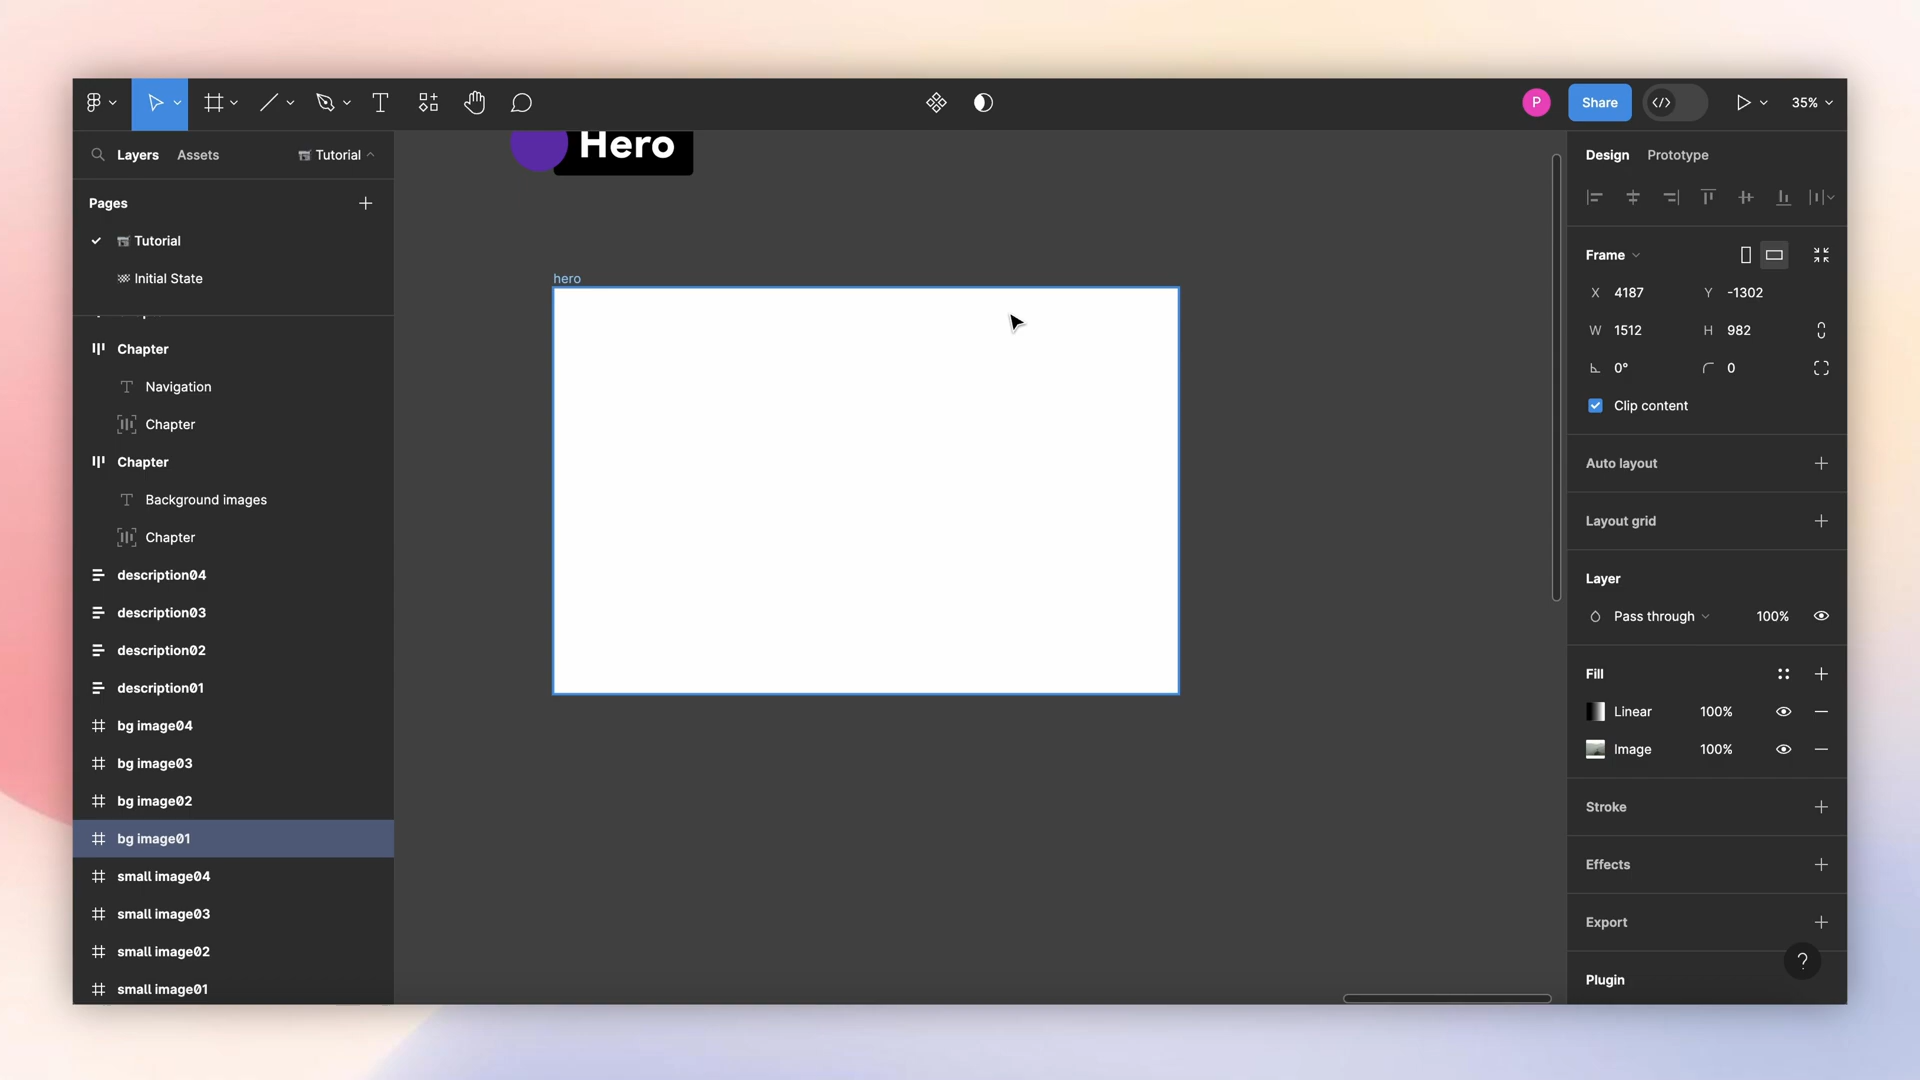 P
Share
35%
Layers
Assets
Tutorial
Pages
Tutorial
Initial State
Chapter
Navigation
Chapter
Chapter
Background images
Chapter
description04
description03
description02
description01
bg image04
bg image03
bg image02
bg image01
small image04
small image03
small image02
small image01
Hero
hero
Design
Prototype
Frame
X 4187 Y -1302
W 1512 H 982
0° 0
Clip content
Auto layout
Layout grid
Layer
Pass through 100%
Fill
Linear 100%
Image 100%
Stroke
Effects
Export
?
Plugin